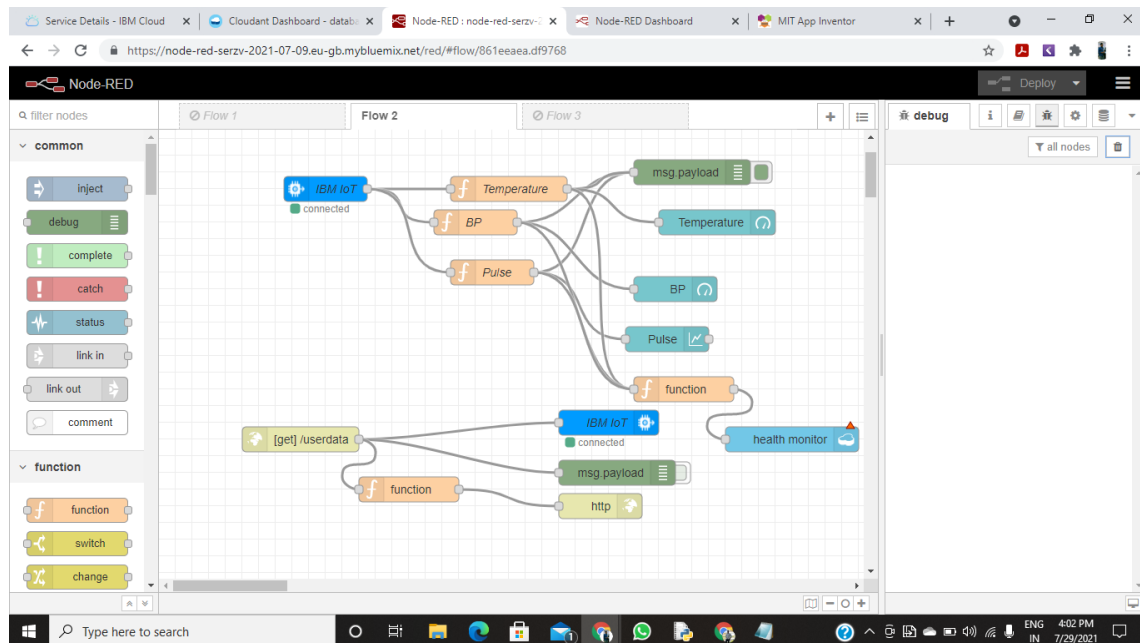 Service Details - IBM Cloud
Cloudant Dashboard - databa
Node-RED : node-red-serzv-2
Node-RED Dashboard
MIT App Inventor
https://node-red-serzv-2021-07-09.eu-gb.mybluemix.net/red/#flow/861eeaea.df9768
Node-RED
Deploy
filter nodes
Flow 1
Flow 2
Flow 3
debug
all nodes
common
inject
debug
complete
catch
status
link in
link out
comment
function
function
switch
change
IBM IoT
connected
Temperature
BP
Pulse
msg.payload
Temperature
BP
Pulse
function
health monitor
[get] /userdata
IBM IoT
connected
msg.payload
function
http
Type here to search
ENG
IN
4:02 PM
7/29/2021